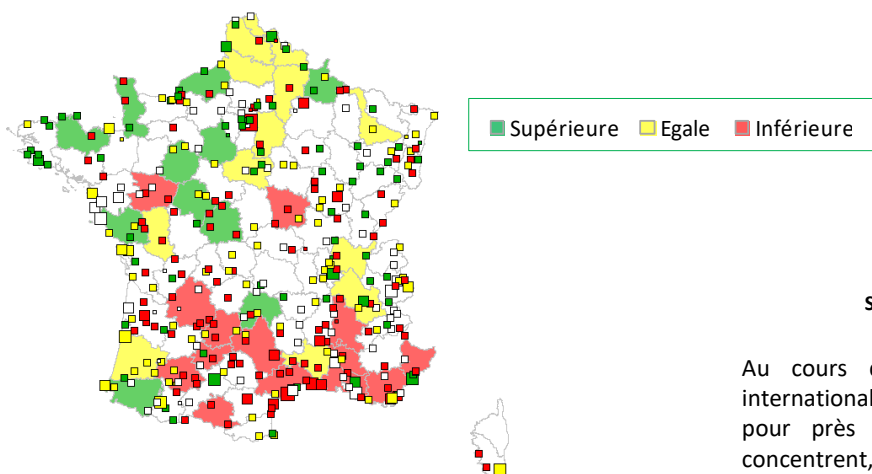 Supérieure Egale Inférieure
s
Au cours
international
pour près
concentrent,